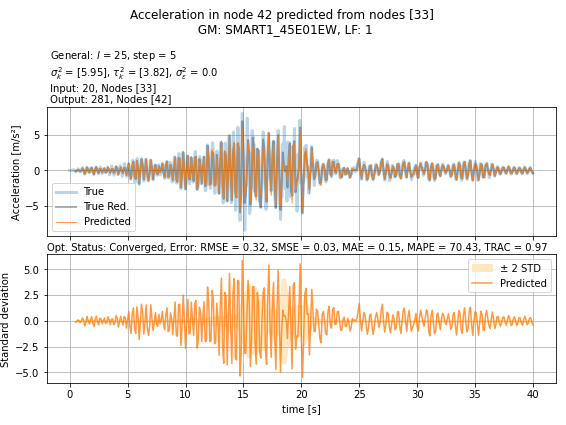 Acceleration in node 42 predicted from nodes [33]
GM: SMART1_45E01EW, LF: 1
General: l = 25, step = 5
σ²ₖ = [5.95], τ²ₖ = [3.82], σ²ε = 0.0
Input: 20, Nodes [33]
Output: 281, Nodes [42]
Acceleration [m/s²]
5
0
−5
True
True Red.
Predicted
Opt. Status: Converged, Error: RMSE = 0.32, SMSE = 0.03, MAE = 0.15, MAPE = 70.43, TRAC = 0.97
Standard deviation
5.0
2.5
0.0
−2.5
−5.0
± 2 STD
Predicted
0 5 10 15 20 25 30 35 40
time [s]